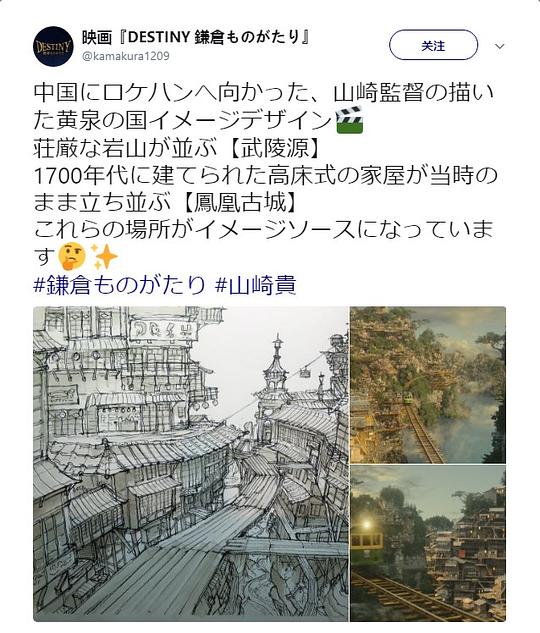 映画『DESTINY 鎌倉ものがたり』
@kamakura1209
关注
中国にロケハンへ向かった、山崎監督の描い
た黄泉の国イメージデザイン🎬
荘厳な岩山が並ぶ【武陵源】
1700年代に建てられた高床式の家屋が当時の
まま立ち並ぶ【鳳凰古城】
これらの場所がイメージソースになっていま
す🤔✨
#鎌倉ものがたり #山崎貴